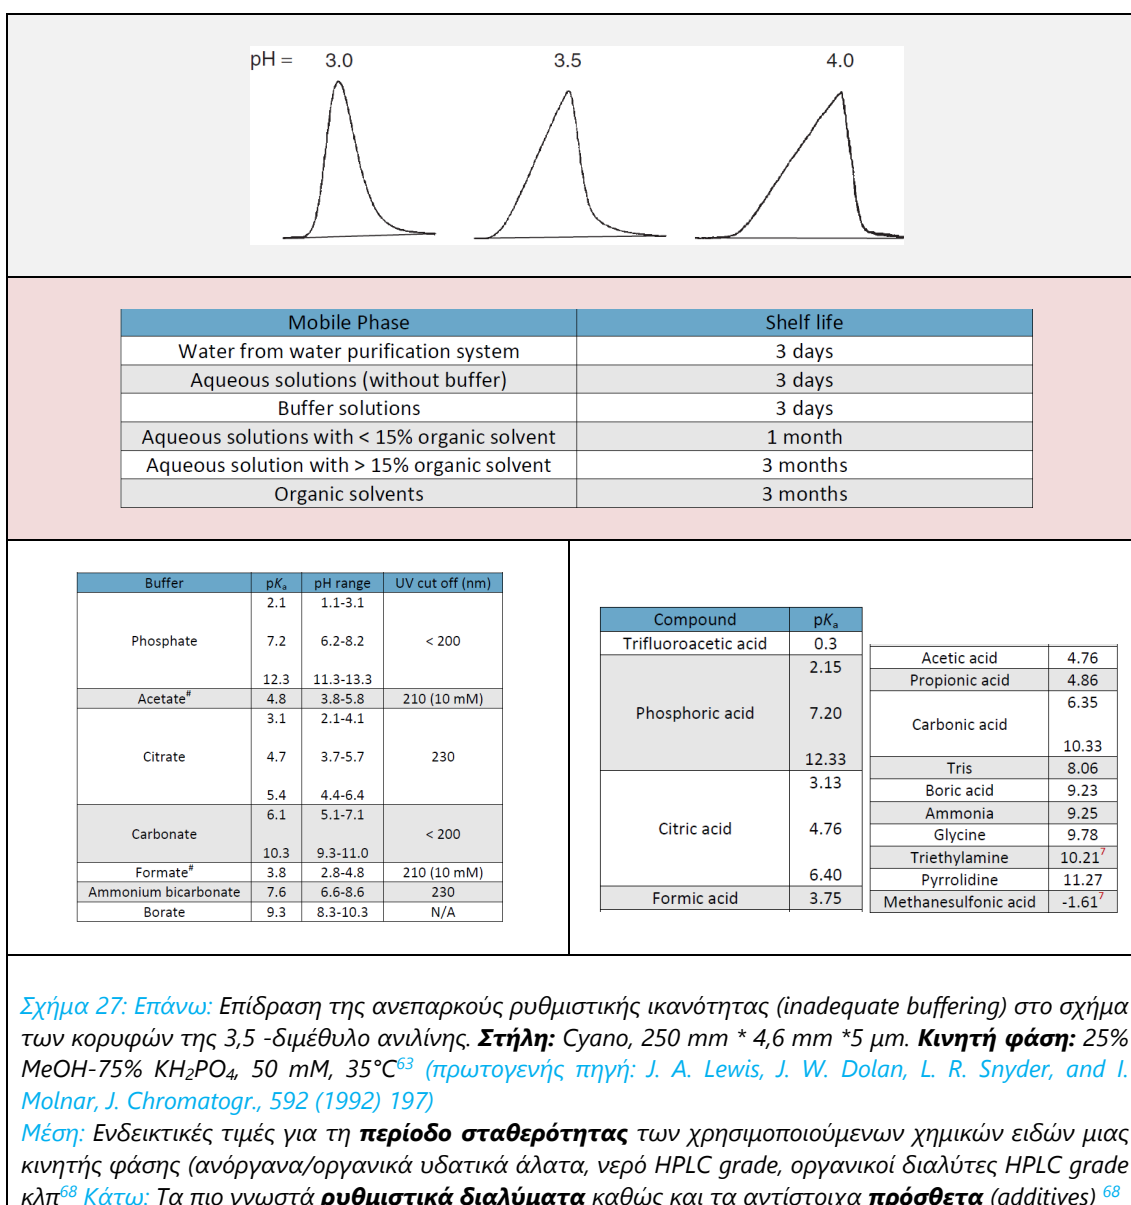 pH = 3.0 3.5 4.0
Mobile Phase Shelf life
Water from water purification system 3 days
Aqueous solutions (without buffer) 3 days
Buffer solutions 3 days
Aqueous solutions with < 15% organic solvent 1 month
Aqueous solution with > 15% organic solvent 3 months
Organic solvents 3 months
Buffer pKa pH range UV cut off (nm)
2.1 1.1-3.1
Phosphate 7.2 6.2-8.2 < 200
12.3 11.3-13.3
Acetate# 4.8 3.8-5.8 210 (10 mM)
3.1 2.1-4.1
Citrate 4.7 3.7-5.7 230
5.4 4.4-6.4
6.1 5.1-7.1
Carbonate < 200
10.3 9.3-11.0
Formate# 3.8 2.8-4.8 210 (10 mM)
Ammonium bicarbonate 7.6 6.6-8.6 230
Borate 9.3 8.3-10.3 N/A
Compound pKa
Trifluoroacetic acid 0.3
2.15
Phosphoric acid 7.20
12.33
3.13
Citric acid 4.76
6.40
Formic acid 3.75
Acetic acid 4.76
Propionic acid 4.86
6.35
Carbonic acid
10.33
Tris 8.06
Boric acid 9.23
Ammonia 9.25
Glycine 9.78
Triethylamine 10.21⁷
Pyrrolidine 11.27
Methanesulfonic acid -1.61⁷
Σχήμα 27: Επάνω: Επίδραση της ανεπαρκούς ρυθμιστικής ικανότητας (inadequate buffering) στο σχήμα
των κορυφών της 3,5 -διμέθυλο ανιλίνης. Στήλη: Cyano, 250 mm * 4,6 mm *5 μm. Κινητή φάση: 25%
MeOH-75% KH₂PO₄, 50 mM, 35°C⁶³ (πρωτογενής πηγή: J. A. Lewis, J. W. Dolan, L. R. Snyder, and I.
Molnar, J. Chromatogr., 592 (1992) 197)
Μέση: Ενδεικτικές τιμές για τη περίοδο σταθερότητας των χρησιμοποιούμενων χημικών ειδών μιας
κινητής φάσης (ανόργανα/οργανικά υδατικά άλατα, νερό HPLC grade, οργανικοί διαλύτες HPLC grade
κλπ⁶⁸ Κάτω: Τα πιο γνωστά ρυθμιστικά διαλύματα καθώς και τα αντίστοιχα πρόσθετα (additives) ⁶⁸